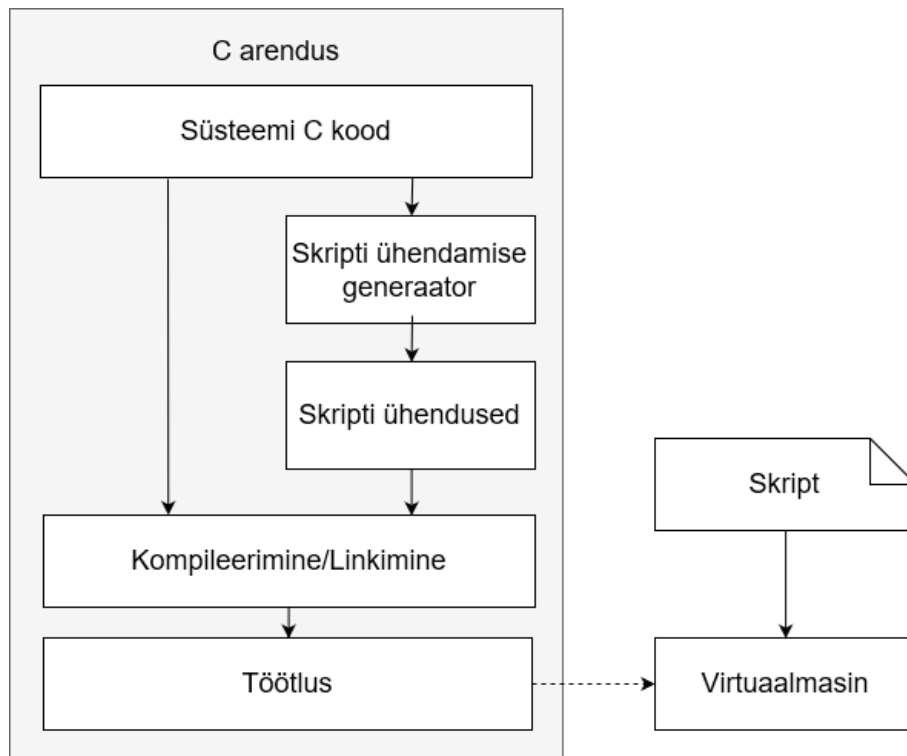 C arendus
Süsteemi C kood
Skripti ühendamise
generaator
Skripti ühendused
Skript
Kompileerimine/Linkimine
Töötlus
Virtuaalmasin